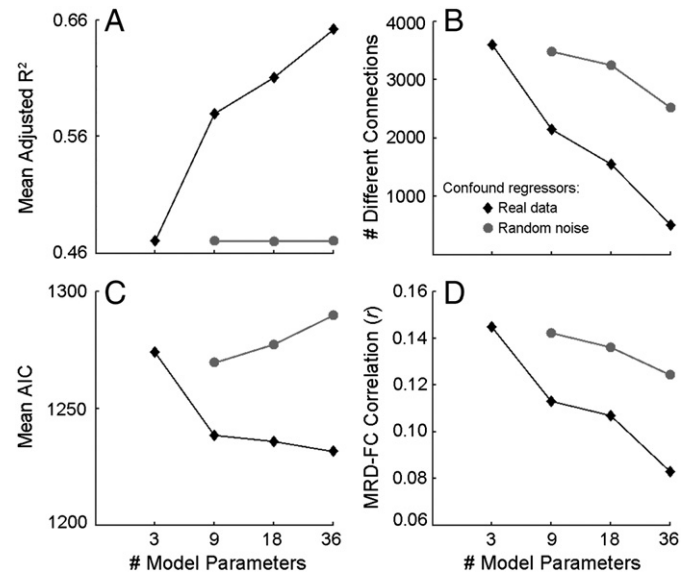 A
Mean Adjusted R²
0.66
0.56
0.46
B
# Different Connections
4000
3000
2000
1000
Confound regressors:
Real data
Random noise
C
Mean AIC
1300
1250
1200
3 9 18 36
# Model Parameters
D
MRD-FC Correlation (r)
0.16
0.14
0.12
0.10
0.08
0.06
3 9 18 36
# Model Parameters